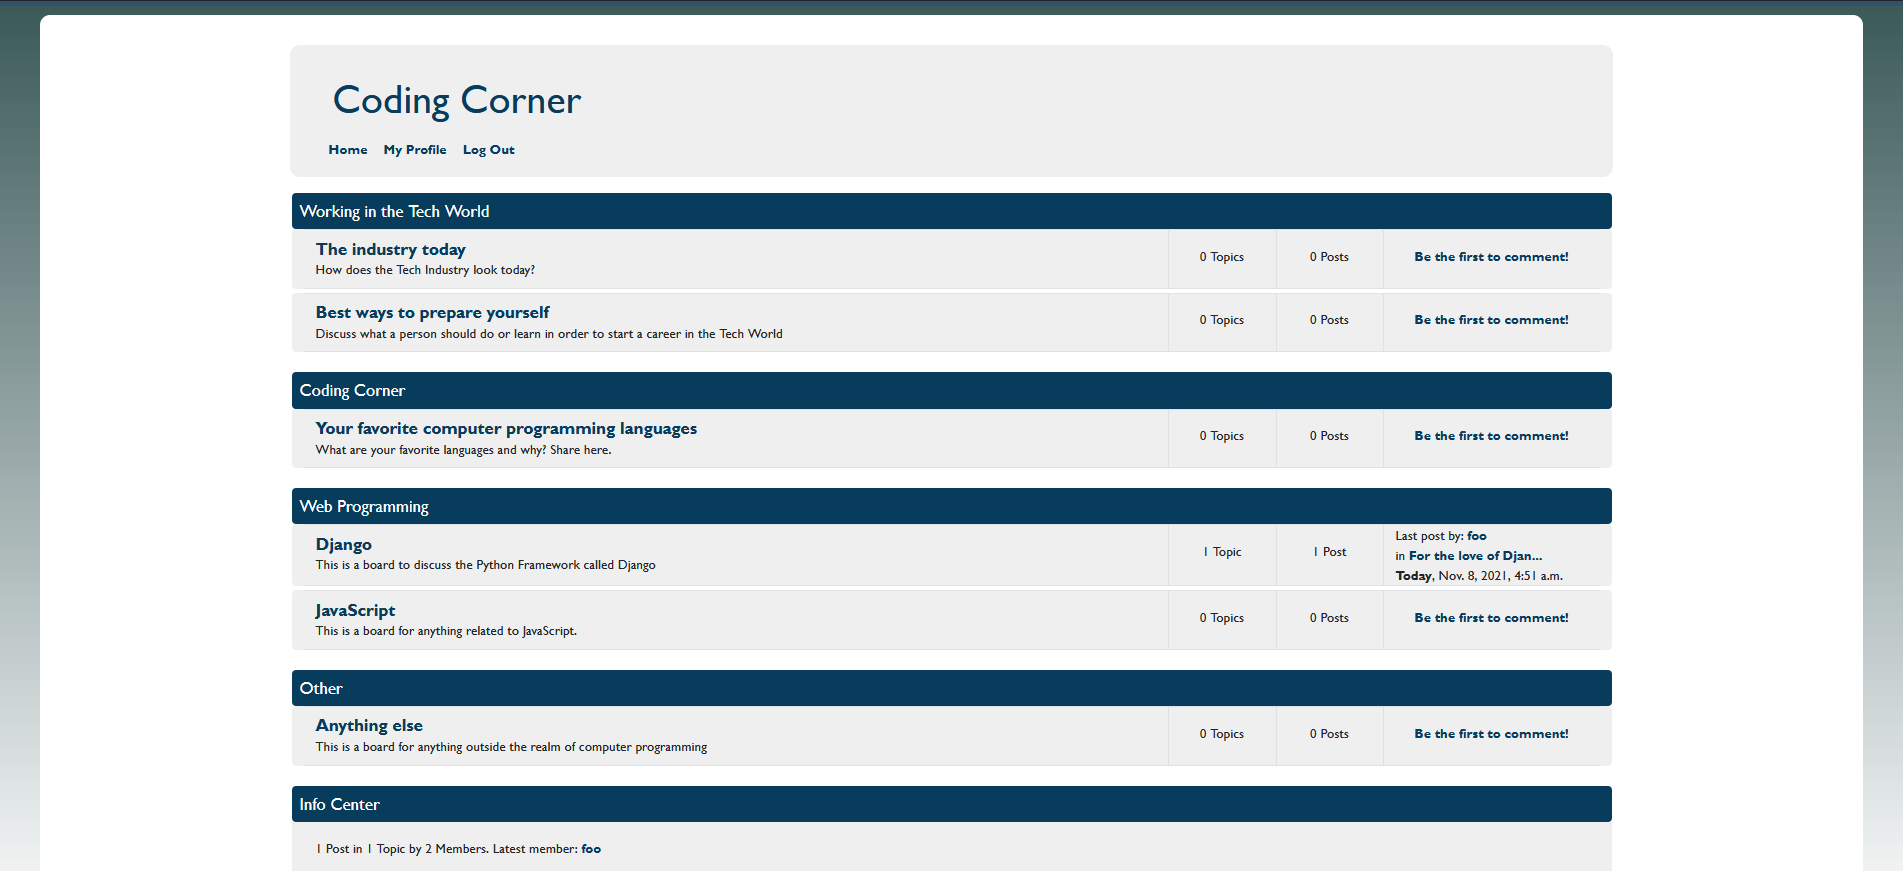 Coding Corner
Home My Profile Log Out
Working in the Tech World
The industry today
How does the Tech Industry look today?
0 Topics
0 Posts
Be the first to comment!
Best ways to prepare yourself
Discuss what a person should do or learn in order to start a career in the Tech World
0 Topics
0 Posts
Be the first to comment!
Coding Corner
Your favorite computer programming languages
What are your favorite languages and why? Share here.
0 Topics
0 Posts
Be the first to comment!
Web Programming
Django
This is a board to discuss the Python Framework called Django
1 Topic
1 Post
Last post by: foo
in For the love of Djan...
Today, Nov. 8, 2021, 4:51 a.m.
JavaScript
This is a board for anything related to JavaScript.
0 Topics
0 Posts
Be the first to comment!
Other
Anything else
This is a board for anything outside the realm of computer programming
0 Topics
0 Posts
Be the first to comment!
Info Center
1 Post in 1 Topic by 2 Members. Latest member: foo